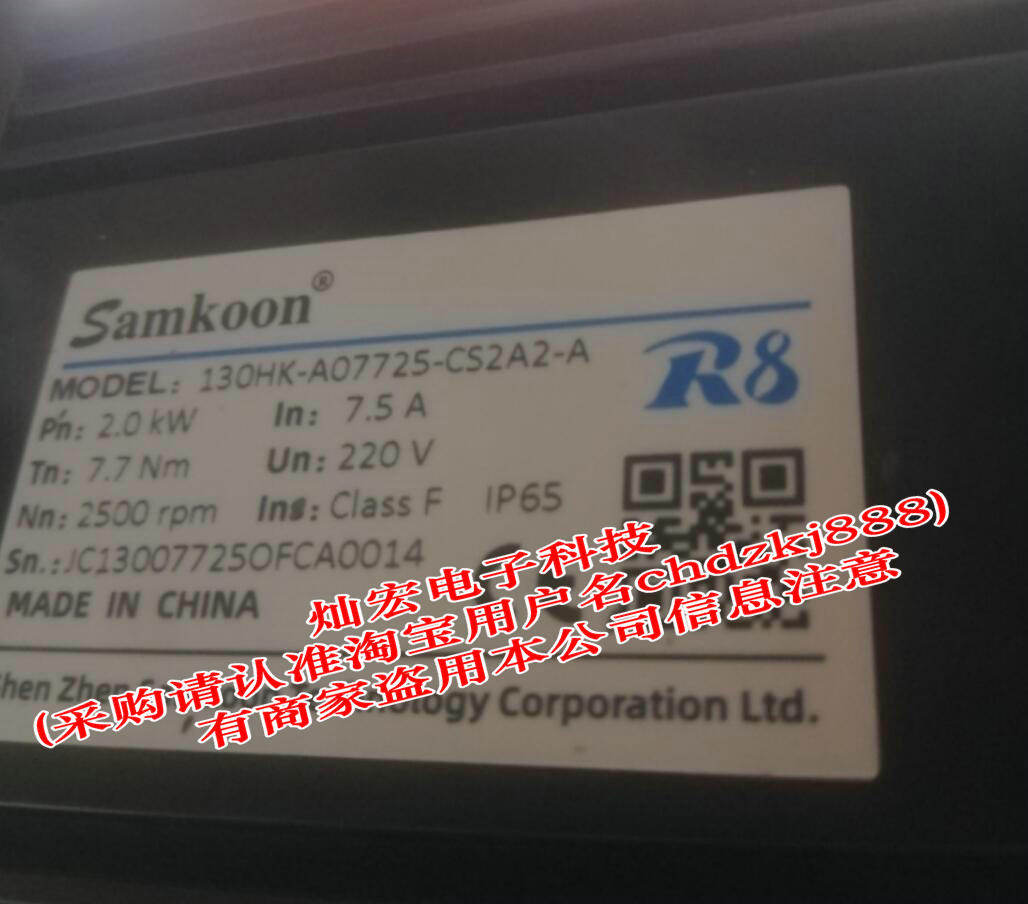 Samkoon®
MODEL: 130HK-A07725-CS2A2-A
R8
Pn: 2.0 kW In: 7.5 A
Tn: 7.7 Nm Un: 220 V
Nn: 2500 rpm Ins: Class F IP65
Sn.:JC130077250FCA0014
MADE IN CHINA
灿宏电子科技
(采购请认准淘宝用户名chdzkj888)
有商家盗用本公司信息注意
Zhen Corporation Ltd.